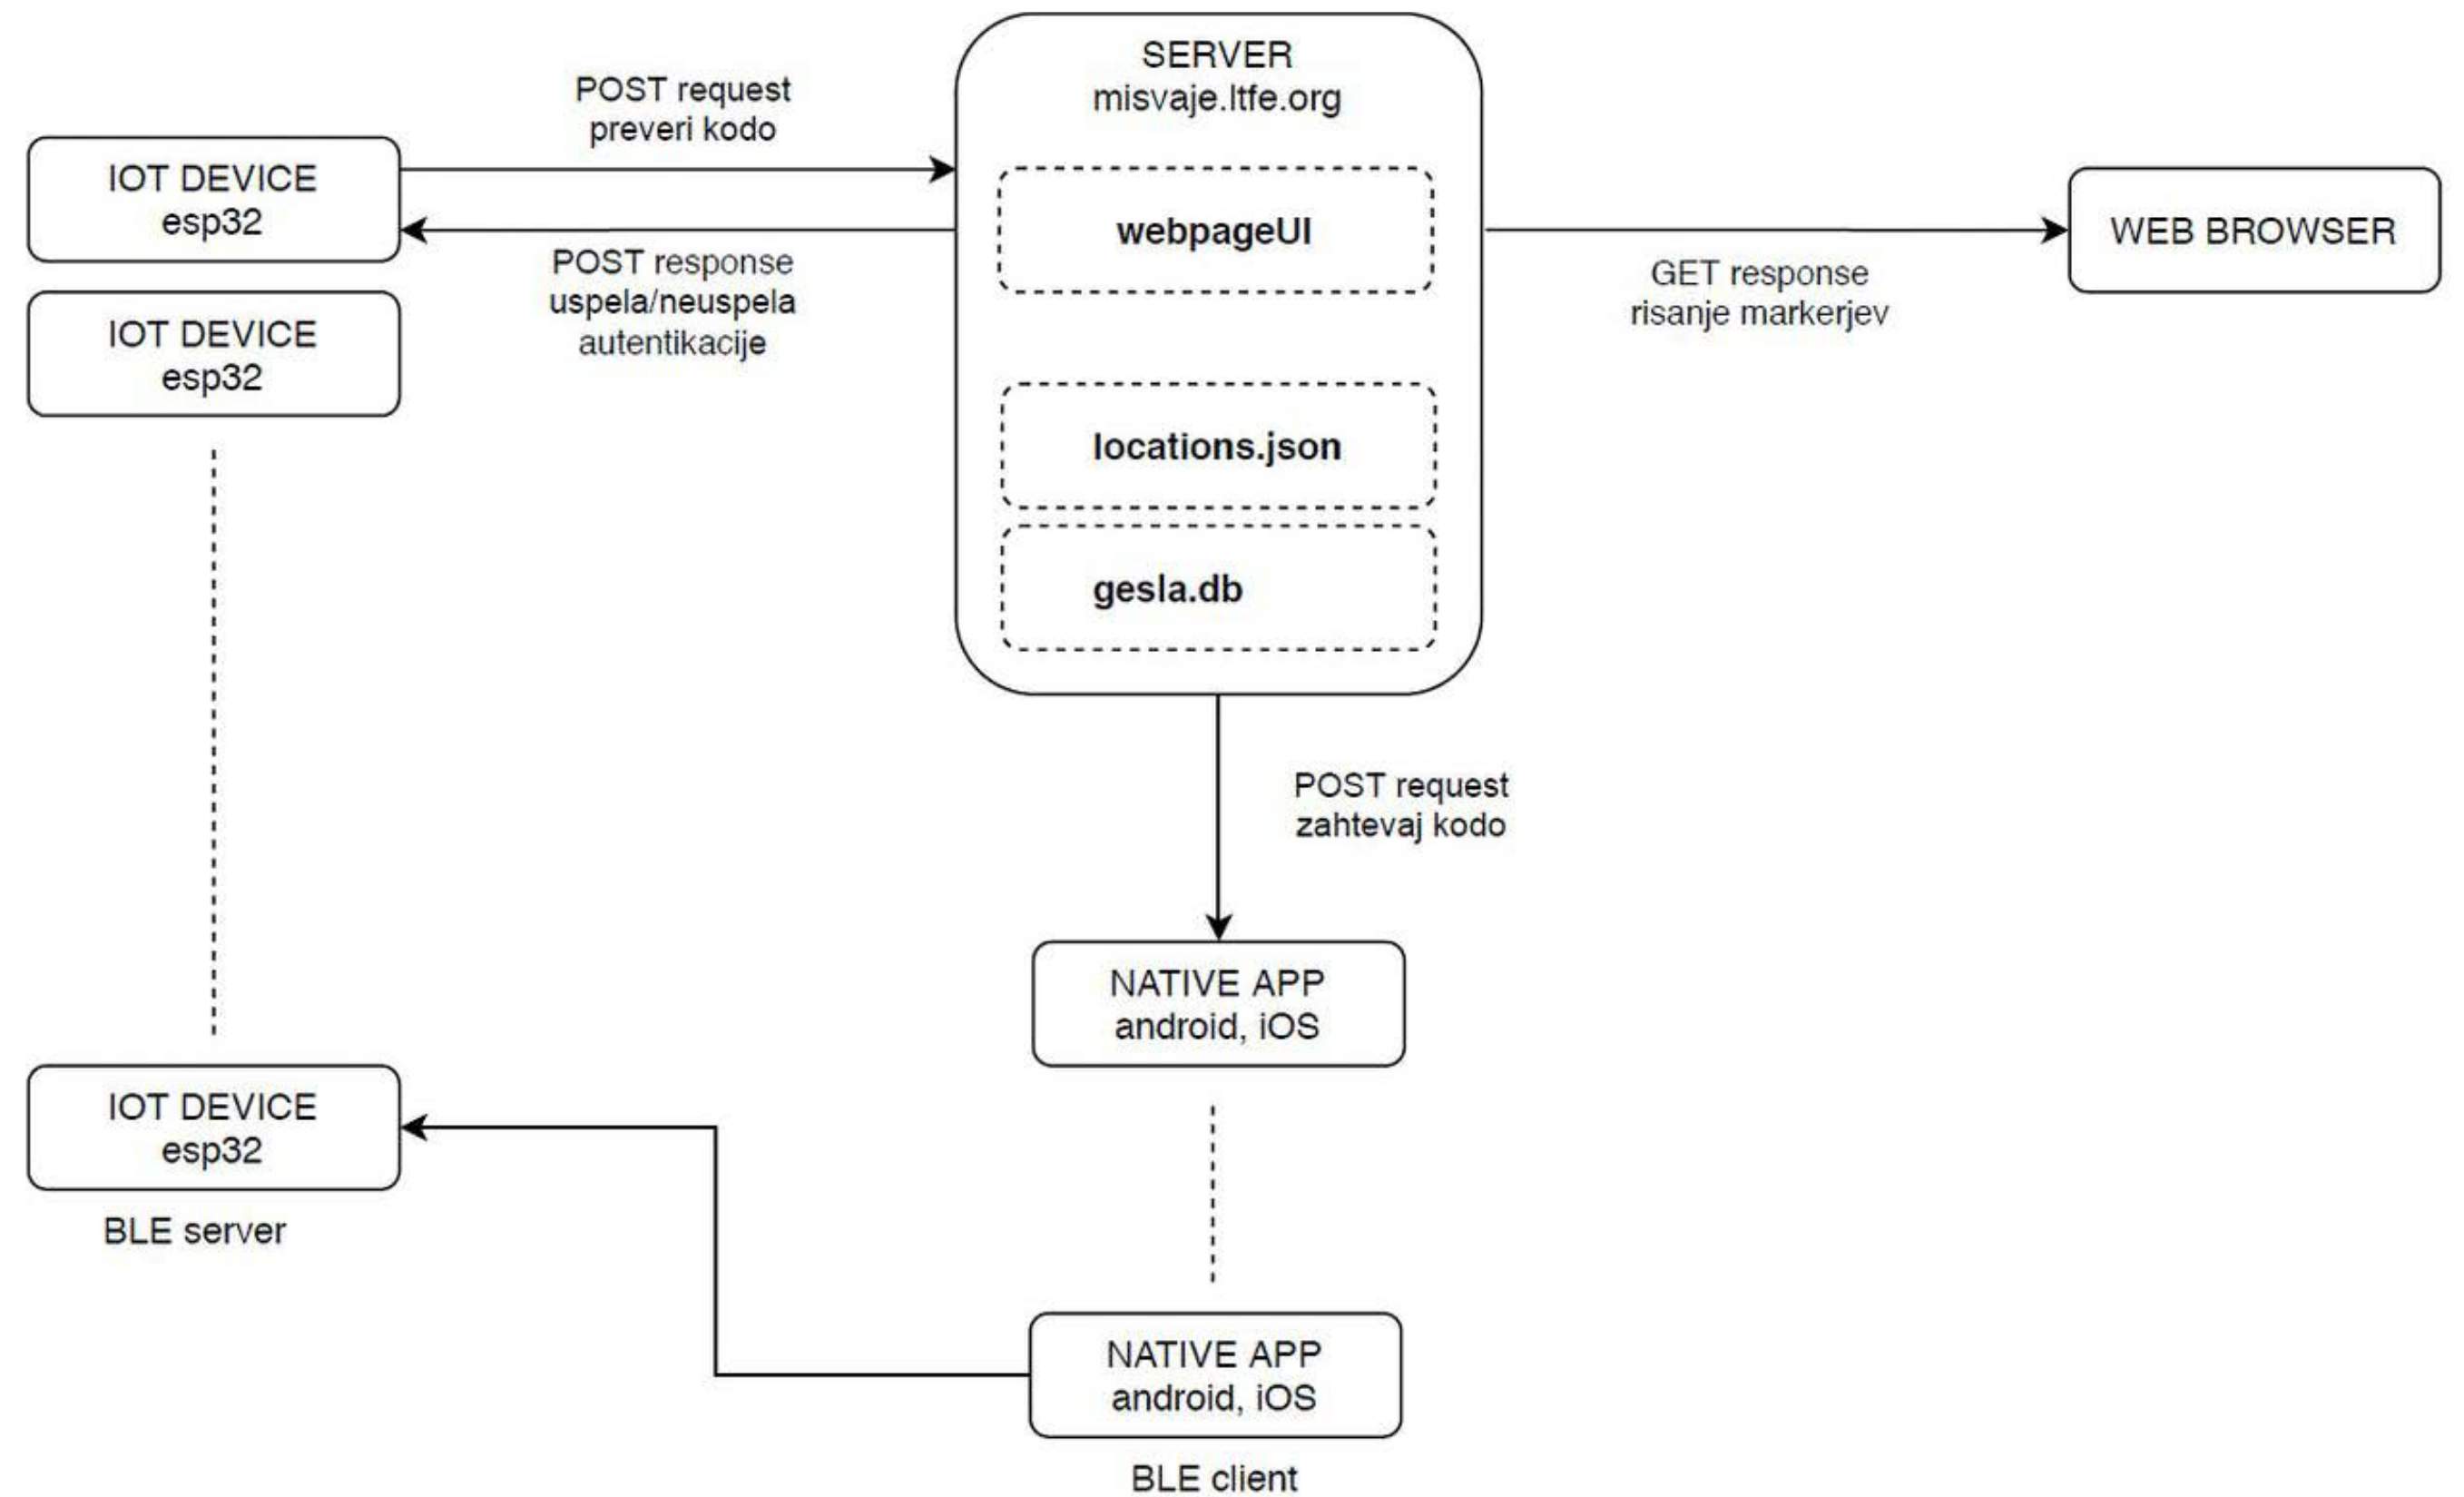 SERVER
misvaje.ltfe.org
POST request
preveri kodo
IOT DEVICE
esp32
webpageUI
WEB BROWSER
POST response
uspela/neuspela
autentikacije
GET response
risanje markerjev
IOT DEVICE
esp32
locations.json
gesla.db
POST request
zahtevaj kodo
NATIVE APP
android, iOS
IOT DEVICE
esp32
BLE server
NATIVE APP
android, iOS
BLE client